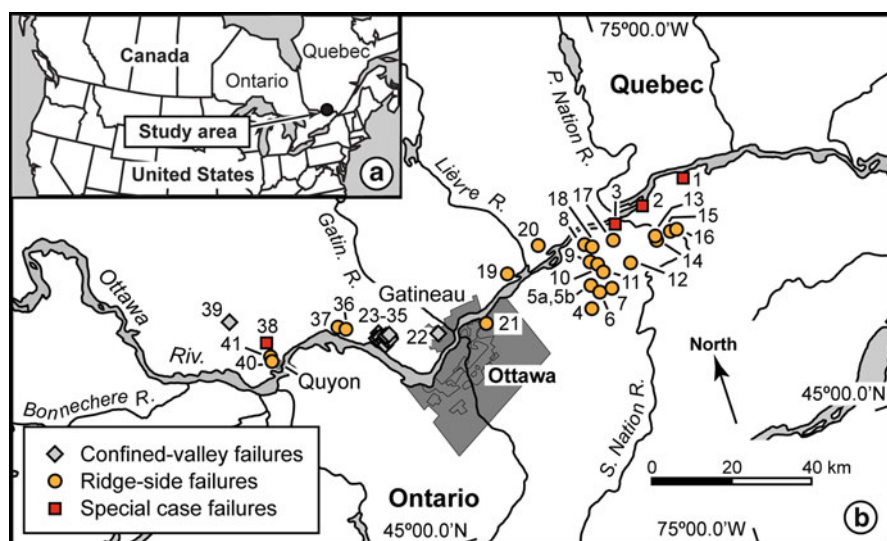 75º00.0'W
Canada
Quebec
Ontario
Study area
United States
a
Quebec
P. Nation R.
Lièvre R.
Gatin. R.
1
2
3
17
18
8
13
15
16
14
12
20
9
10
11
19
5a,5b
7
6
4
Ottawa
Riv.
39
38
41
40-
37
36
23-35
Gatineau
22
21
Quyon
Ottawa
North
Bonnechere R.
S. Nation R.
45º00.0'N
Confined-valley failures
Ridge-side failures
Special case failures
0 20 40 km
Ontario
45º00.0'N
75º00.0'W
b